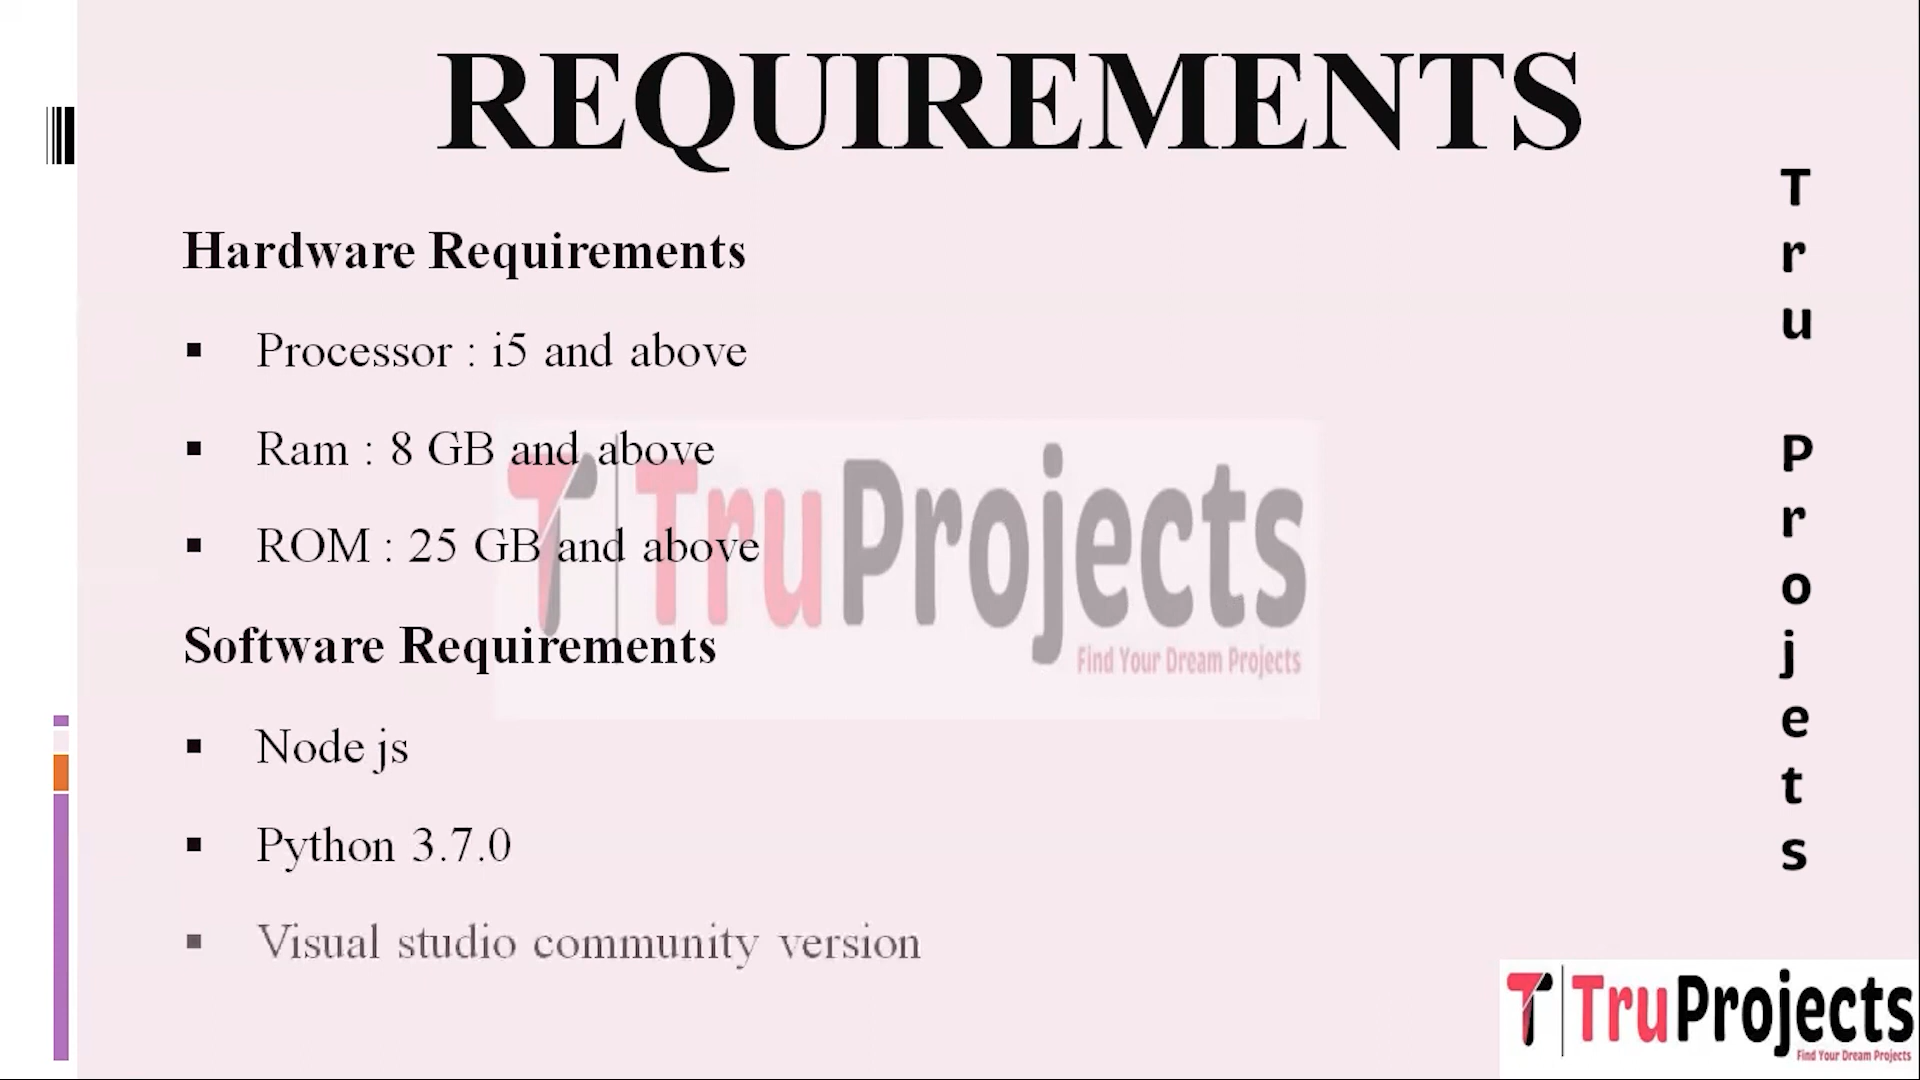 REQUIREMENTS
Hardware Requirements
▪ Processor : i5 and above
▪ Ram : 8 GB and above
▪ ROM : 25 GB and above
Software Requirements
▪ Node js
▪ Python 3.7.0
▪ Visual studio community version
TruProjects
Find Your Dream Projects
Tru Projets
TruProjects
Find Your Dream Projects